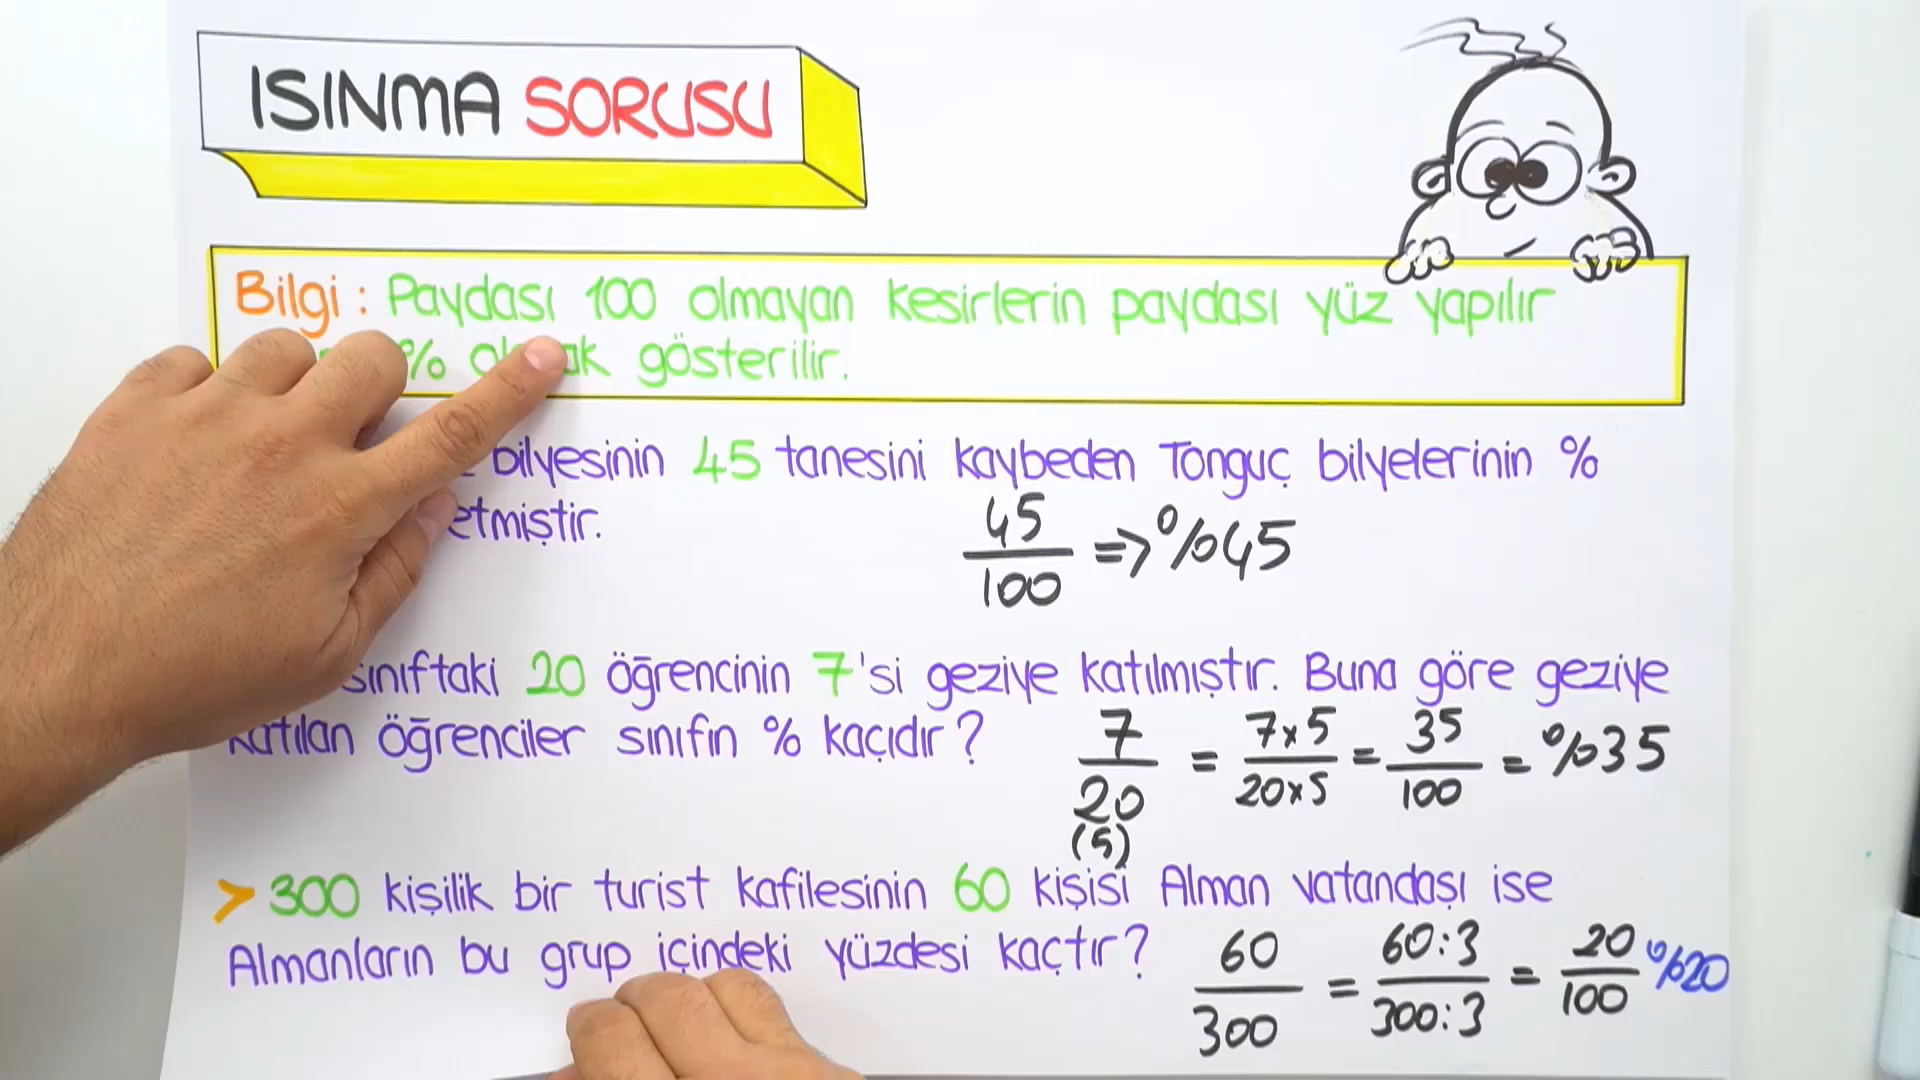 ISINMA SORUSU
Bilgi : Paydası 100 olmayan kesirlerin paydası yüz yapılır
% gösterilir.
bilyesinin 45 tanesini kaybeden Tonguç bilyelerinin %
etmiştir.
45/100 => %45
sınıftaki 20 öğrencinin 7'si geziye katılmıştır. Buna göre geziye
katılan öğrenciler sınıfın % kaçıdır?
7/20 (5) = 7x5/20x5 = 35/100 = %35
> 300 kişilik bir turist kafilesinin 60 kişisi Alman vatandaşı ise
Almanların bu grup içindeki yüzdesi kaçtır?
60/300 = 60:3/300:3 = 20/100 %20